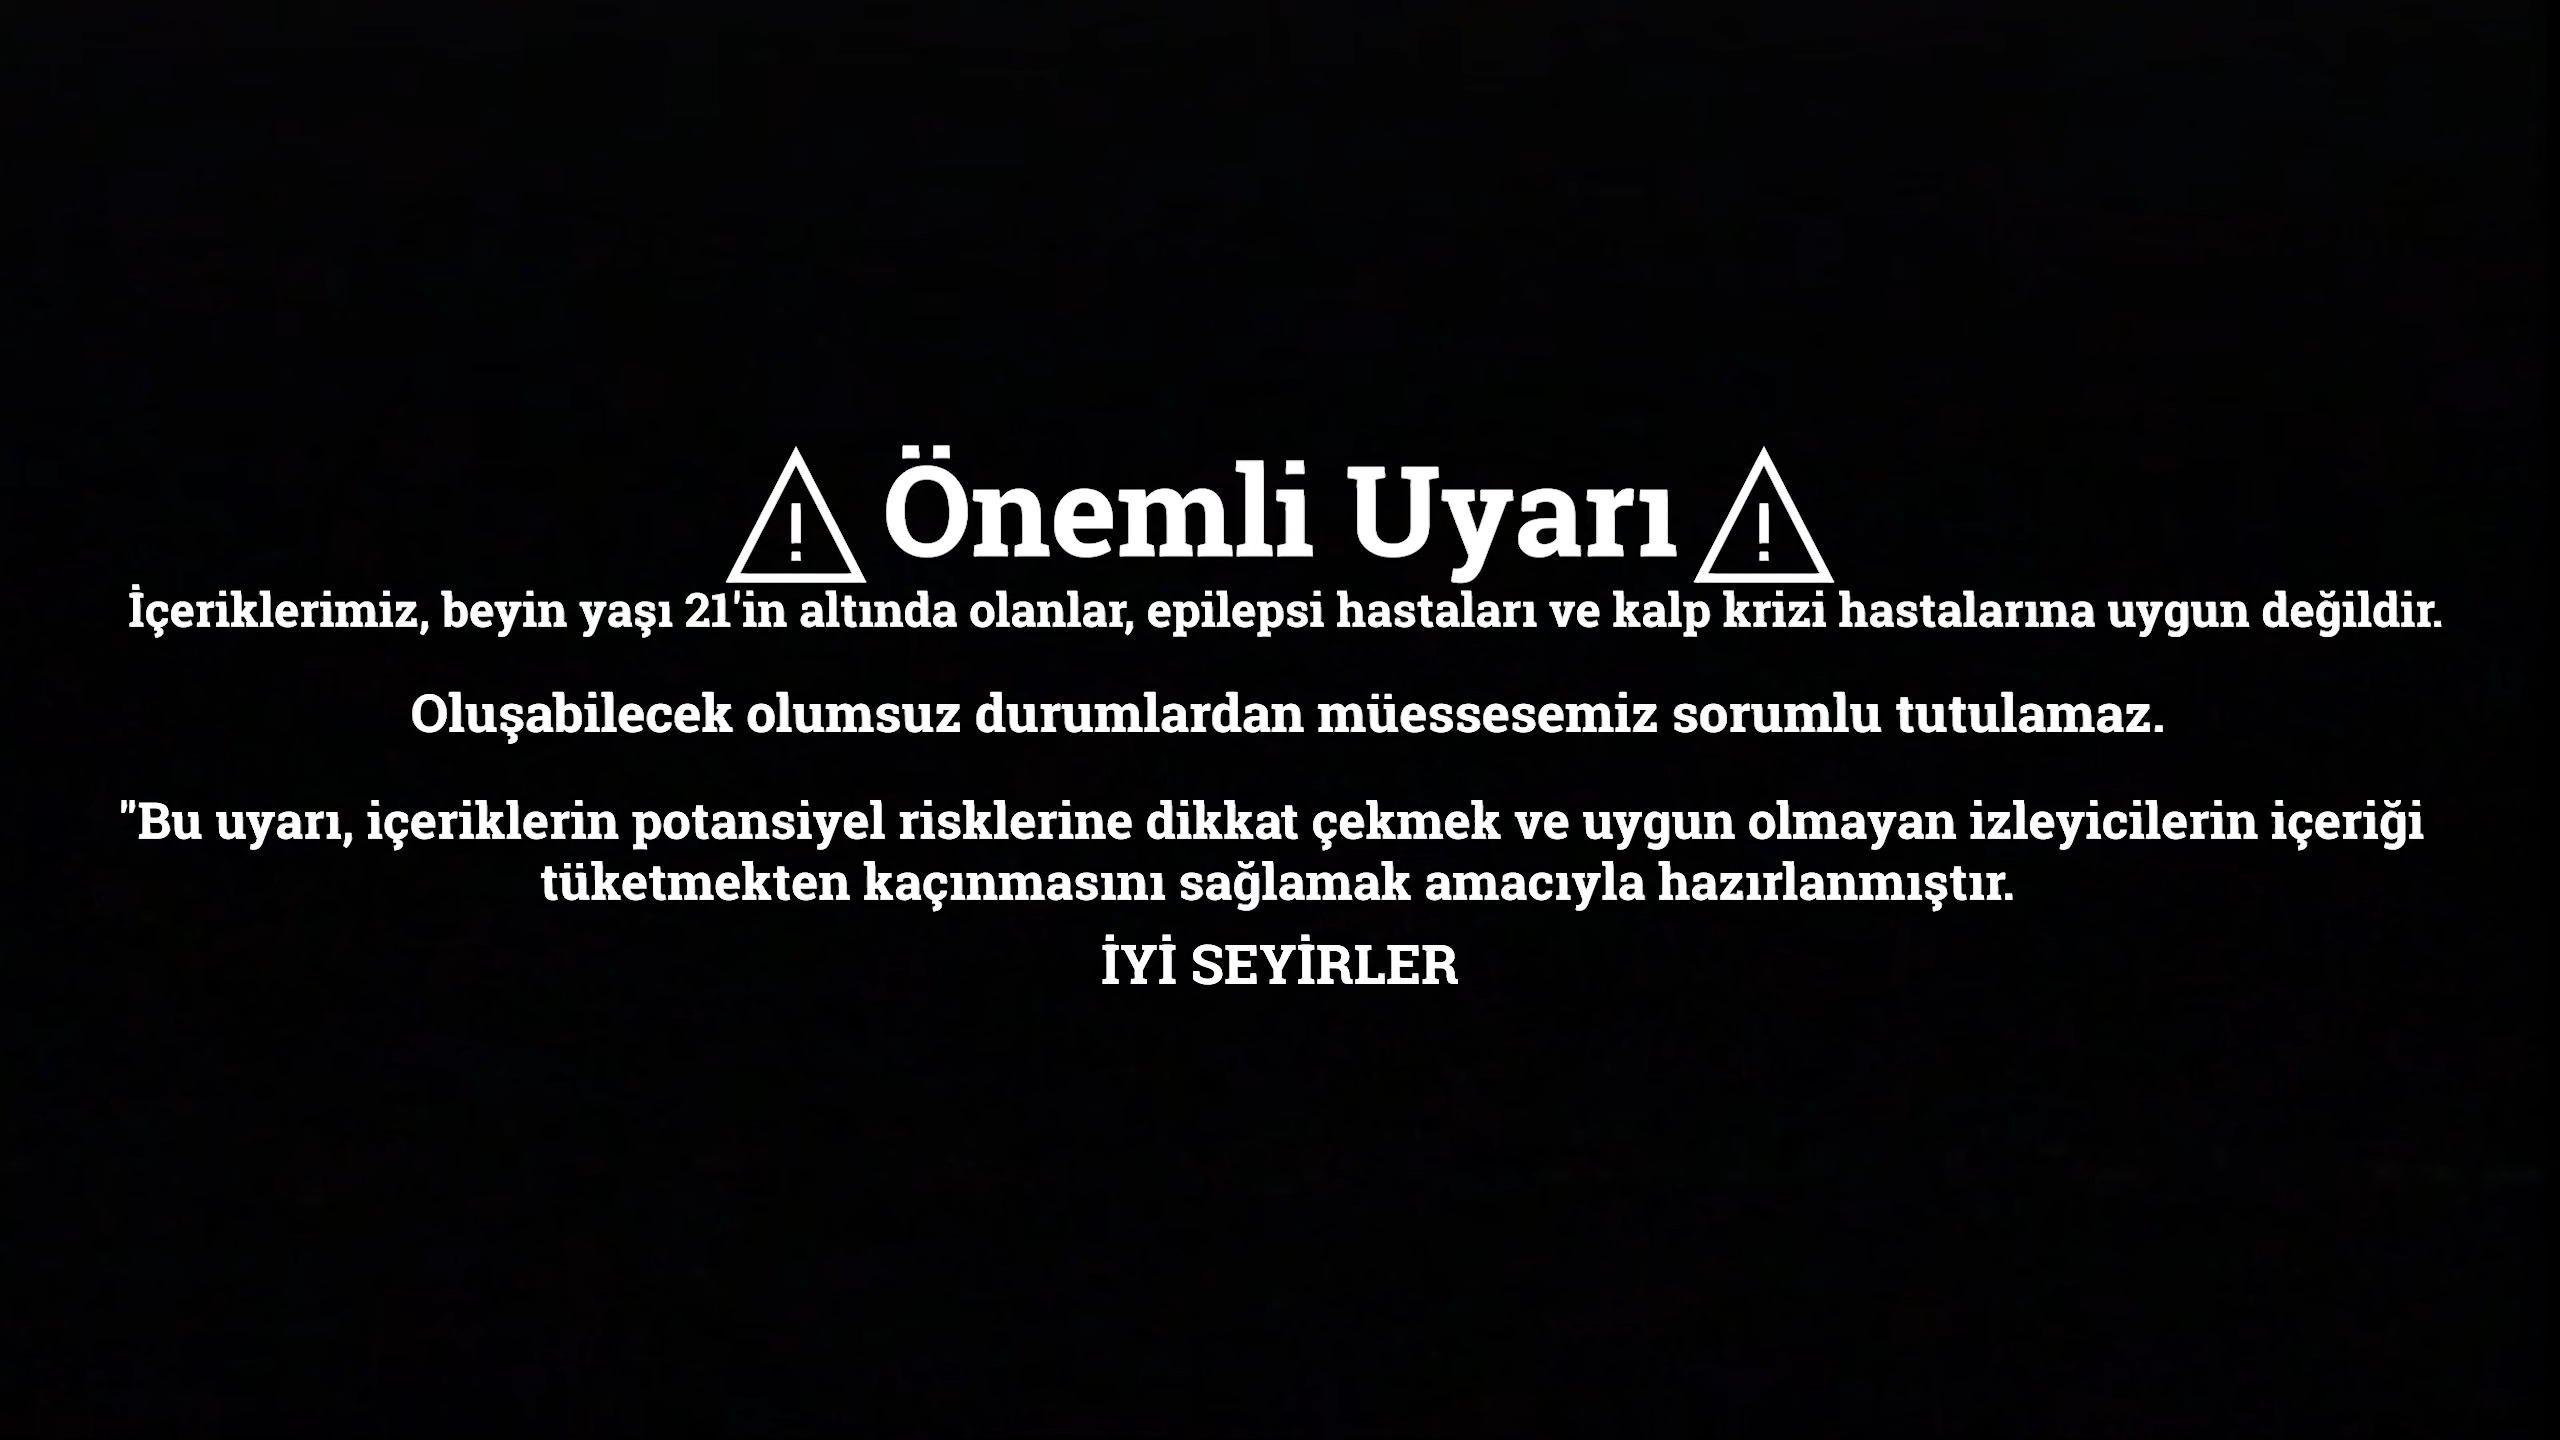 ⚠ Önemli Uyarı ⚠
İçeriklerimiz, beyin yaşı 21'in altında olanlar, epilepsi hastaları ve kalp krizi hastalarına uygun değildir.
Oluşabilecek olumsuz durumlardan müessesemiz sorumlu tutulamaz.
"Bu uyarı, içeriklerin potansiyel risklerine dikkat çekmek ve uygun olmayan izleyicilerin içeriği
tüketmekten kaçınmasını sağlamak amacıyla hazırlanmıştır.
İYİ SEYİRLER